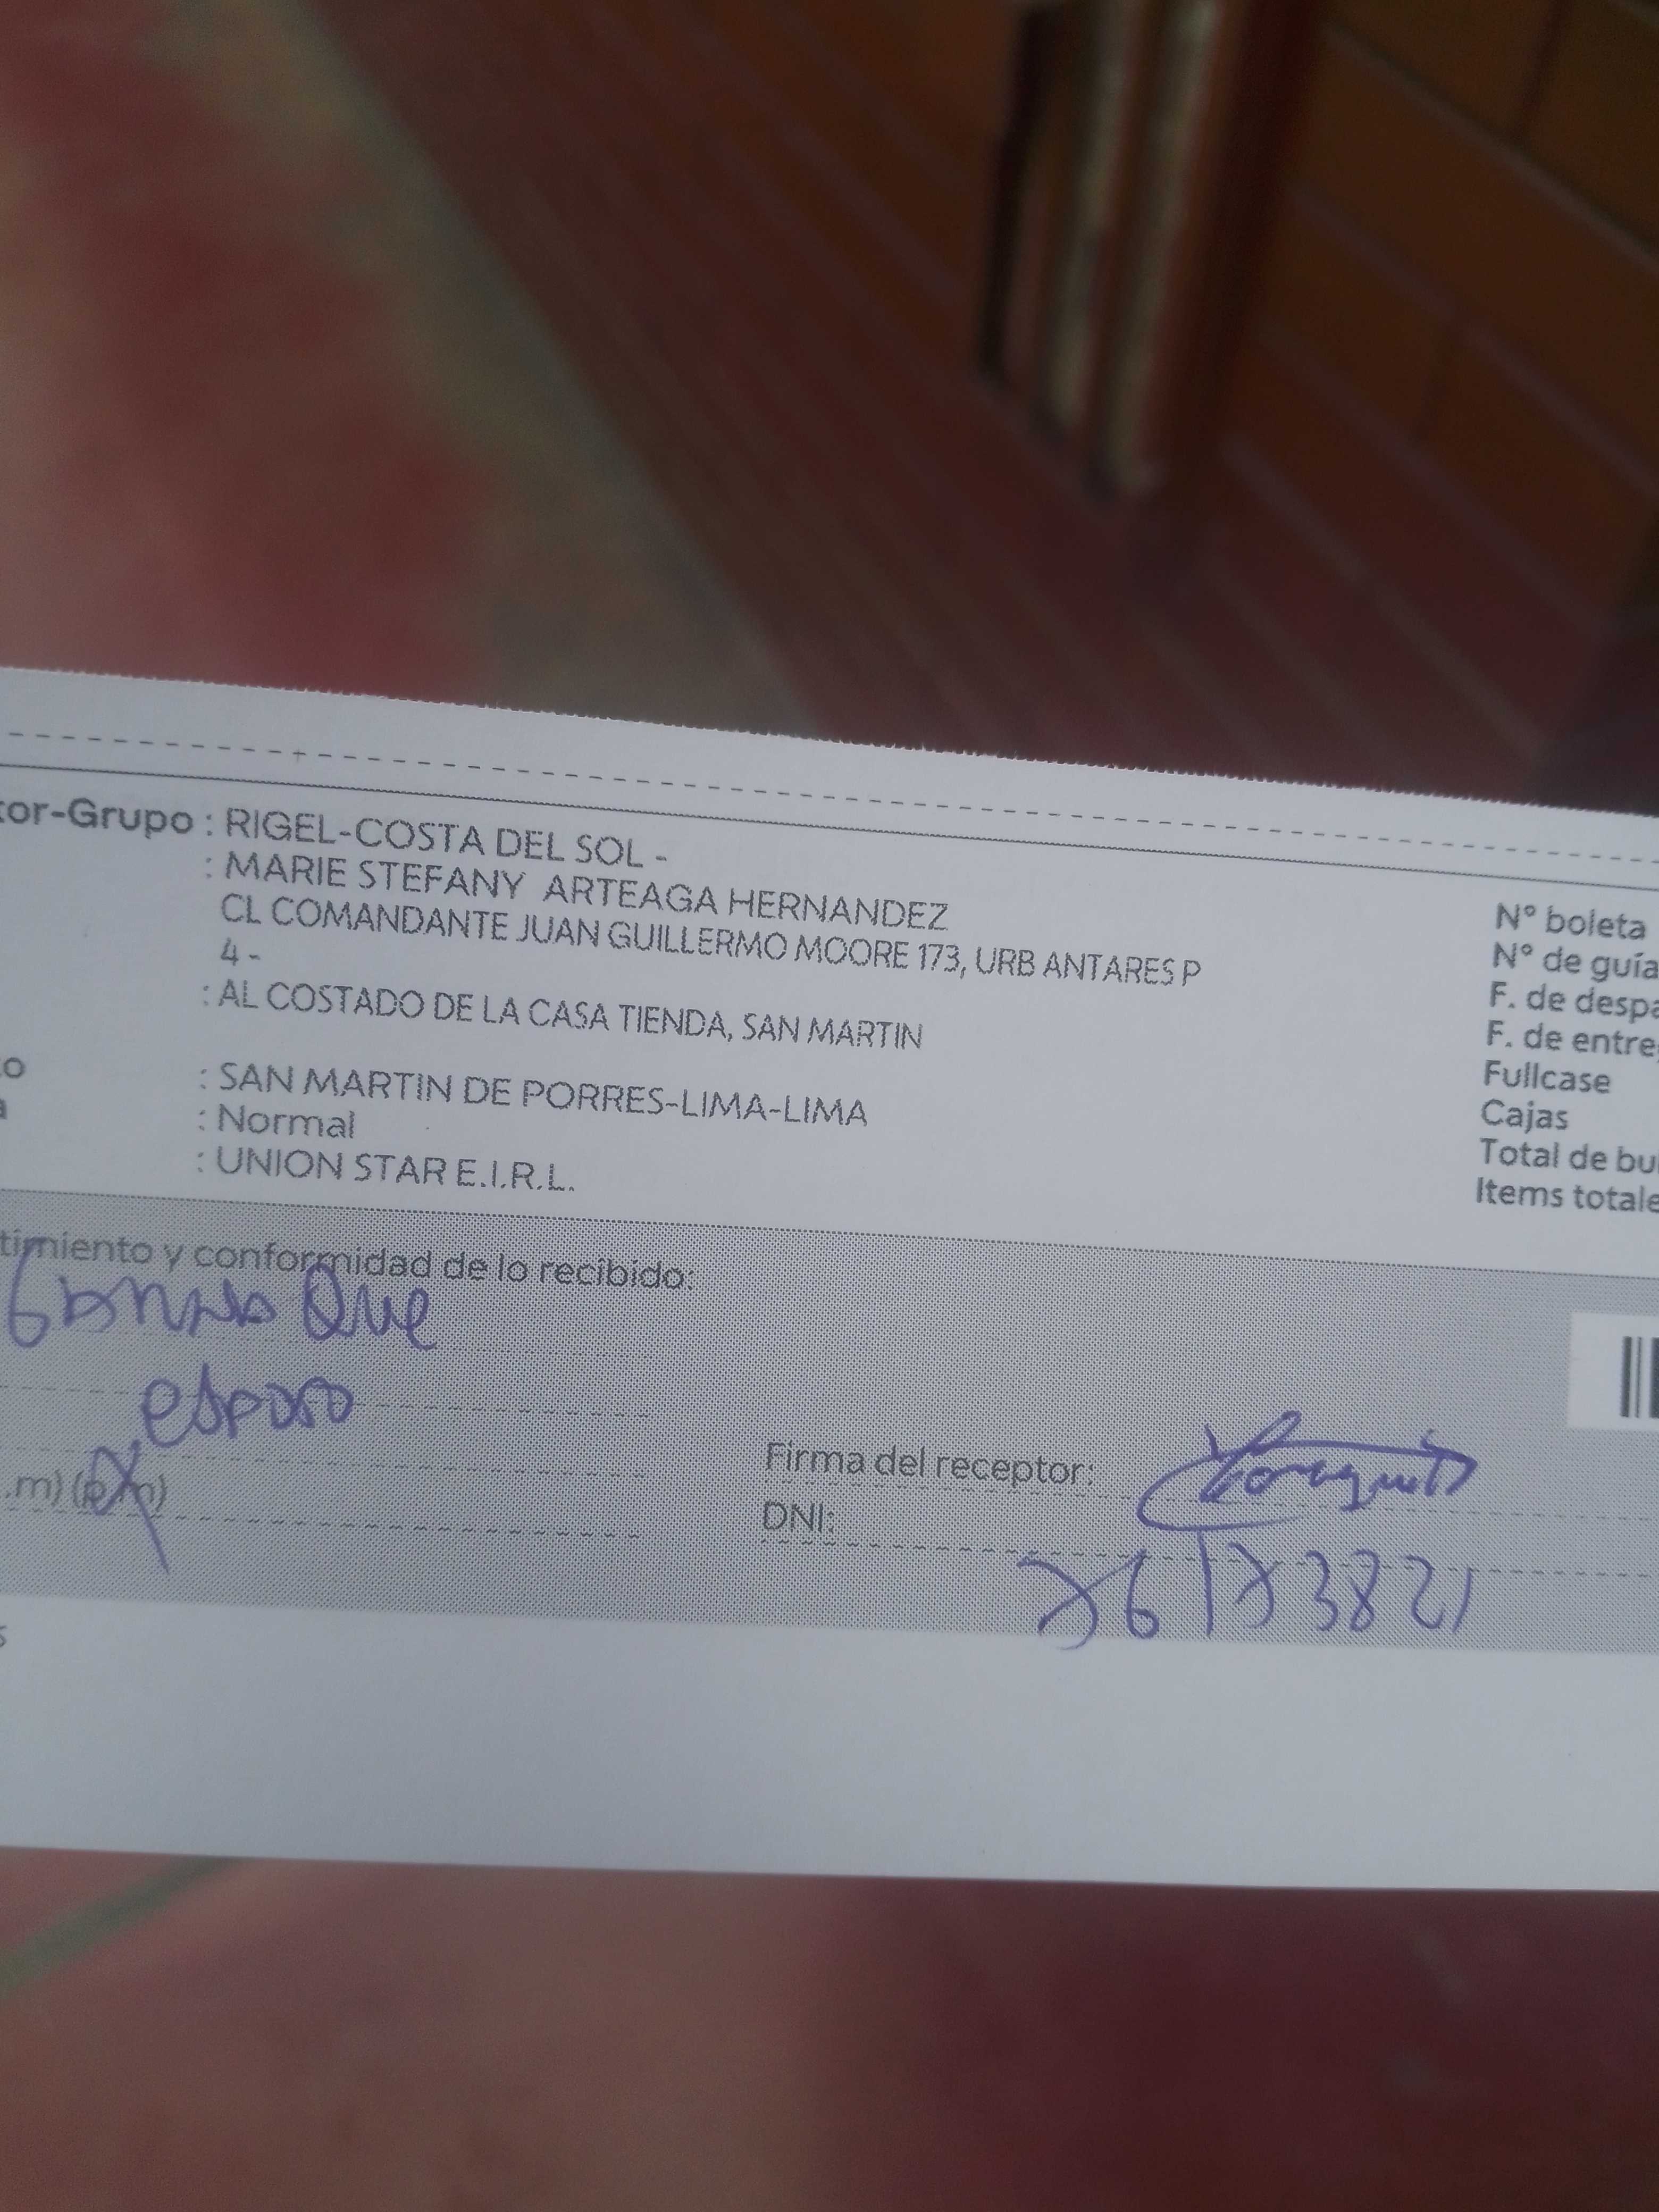 tor-Grupo : RIGEL-COSTA DEL SOL -
: MARIE STEFANY ARTEAGA HERNANDEZ
CL COMANDANTE JUAN GUILLERMO MOORE 173, URB ANTARES P
4 -
: AL COSTADO DE LA CASA TIENDA, SAN MARTIN
to : SAN MARTIN DE PORRES-LIMA-LIMA
a : Normal
: UNION STAR E.I.R.L.
N° boleta
N° de guía
F. de despa
F. de entre
Fullcase
Cajas
Total de bu
Items totale
timiento y conformidad de lo recibido:
Que
esposo
.m) (p.m)
Firma del receptor:
DNI:
76173821
s